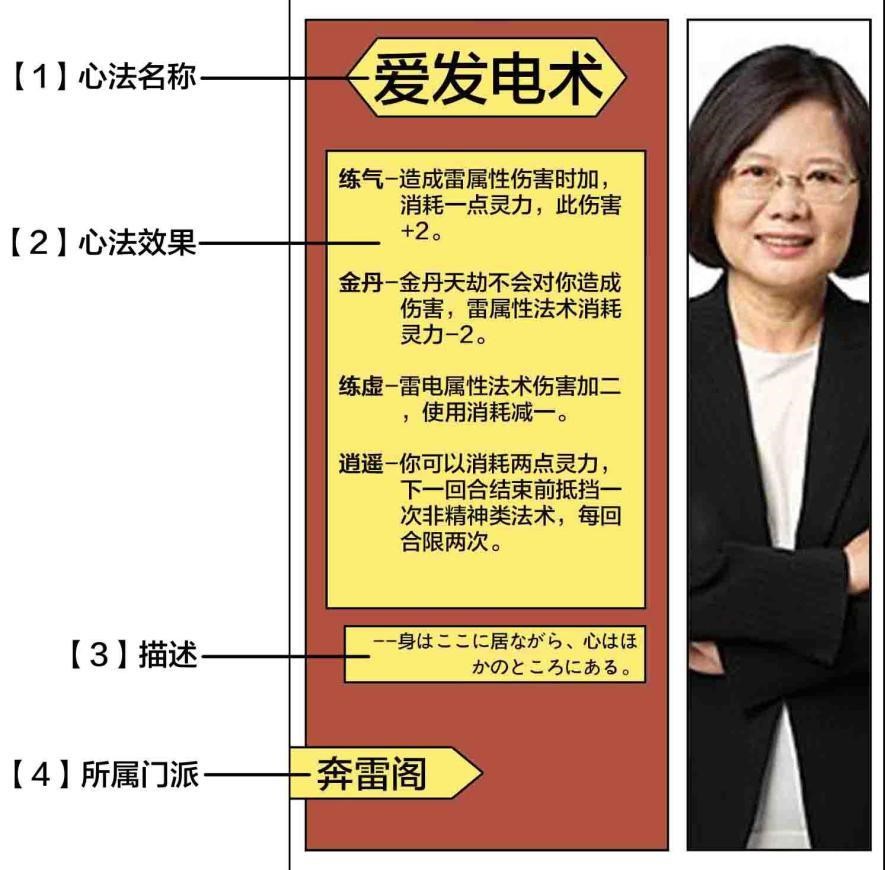 【1】心法名称
爱发电术
【2】心法效果
练气-造成雷属性伤害时加，
消耗一点灵力，此伤害
+2。
金丹-金丹天劫不会对你造成
伤害，雷属性法术消耗
灵力-2。
练虚-雷电属性法术伤害加二
，使用消耗减一。
逍遥-你可以消耗两点灵力，
下一回合结束前抵挡一
次非精神类法术，每回
合限两次。
【3】描述
--身はここに居ながら、心はほ
かのところにある。
【4】所属门派
奔雷阁